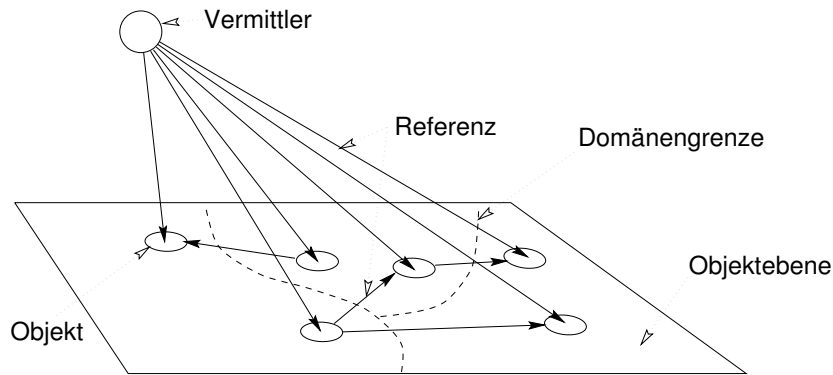 Vermittler
Referenz
Domänengrenze
Objektebene
Objekt